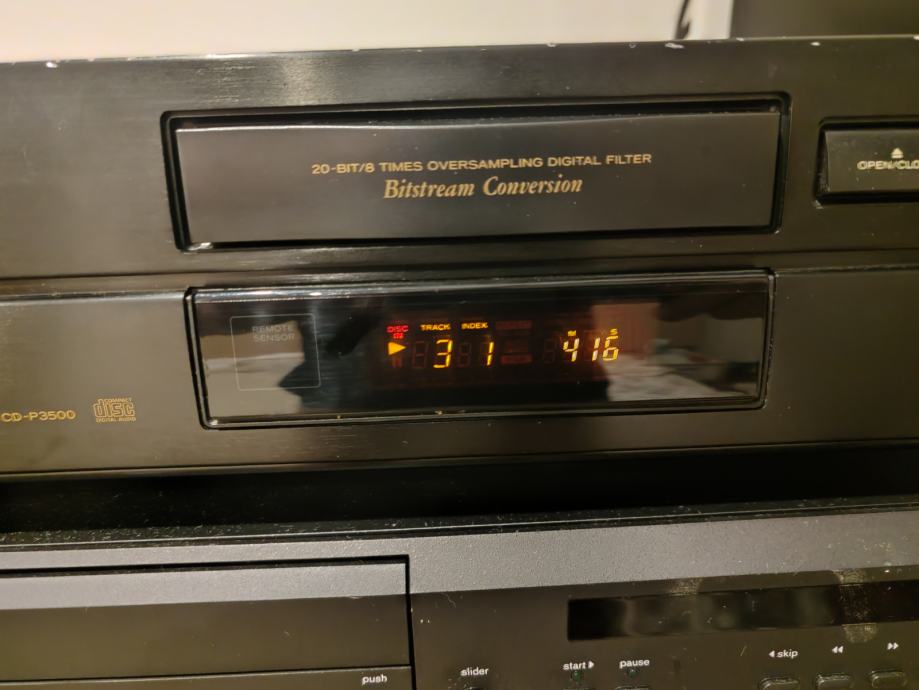 20-BIT/8 TIMES OVERSAMPLING DIGITAL FILTER
Bitstream Conversion
OPEN/CLO
REMOTE
SENSOR
DISC TRACK INDEX M S
3 1 4 16
CD-P3500
COMPACT
disc
DIGITAL AUDIO
push
slider
start
pause
skip